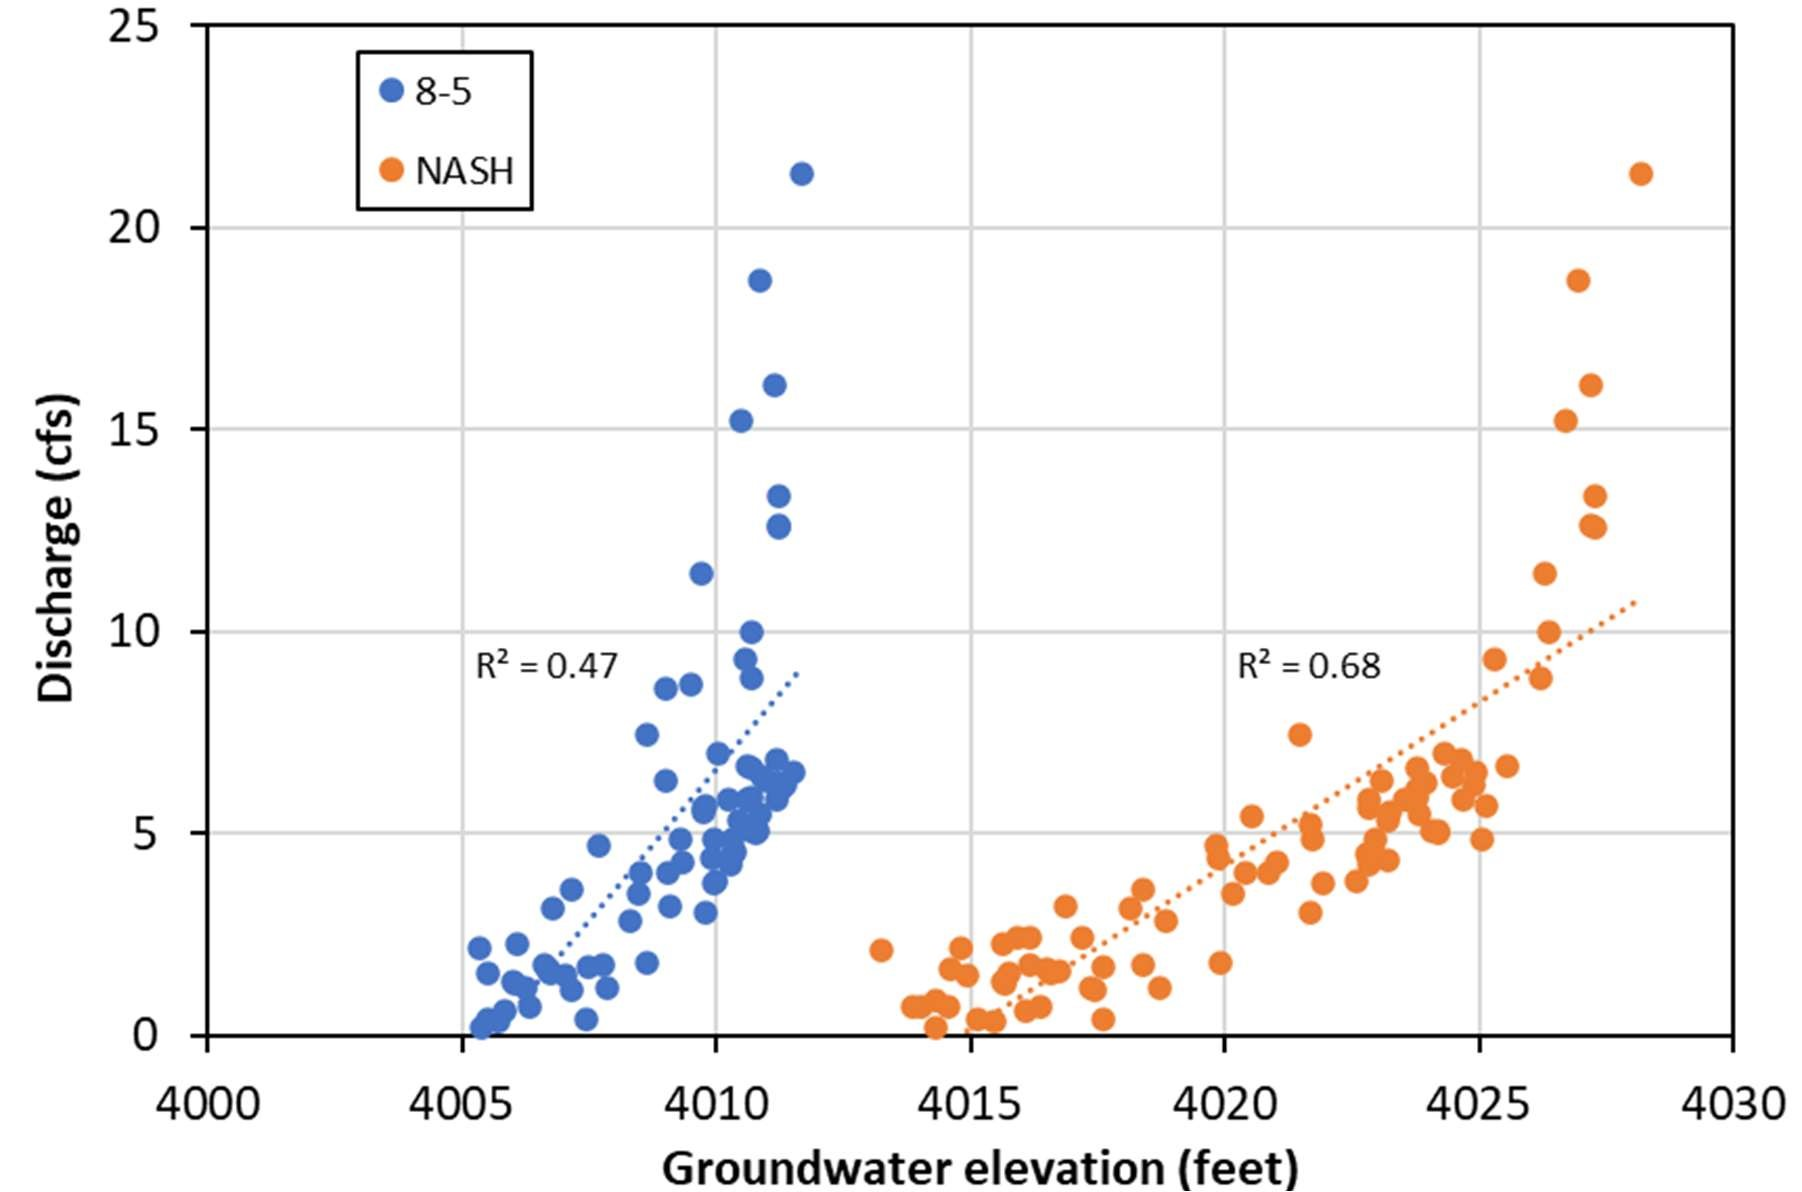 25
8-5
NASH
20
15
10
R² = 0.47
R² = 0.68
5
0
Discharge (cfs)
4000 4005 4010 4015 4020 4025 4030
Groundwater elevation (feet)